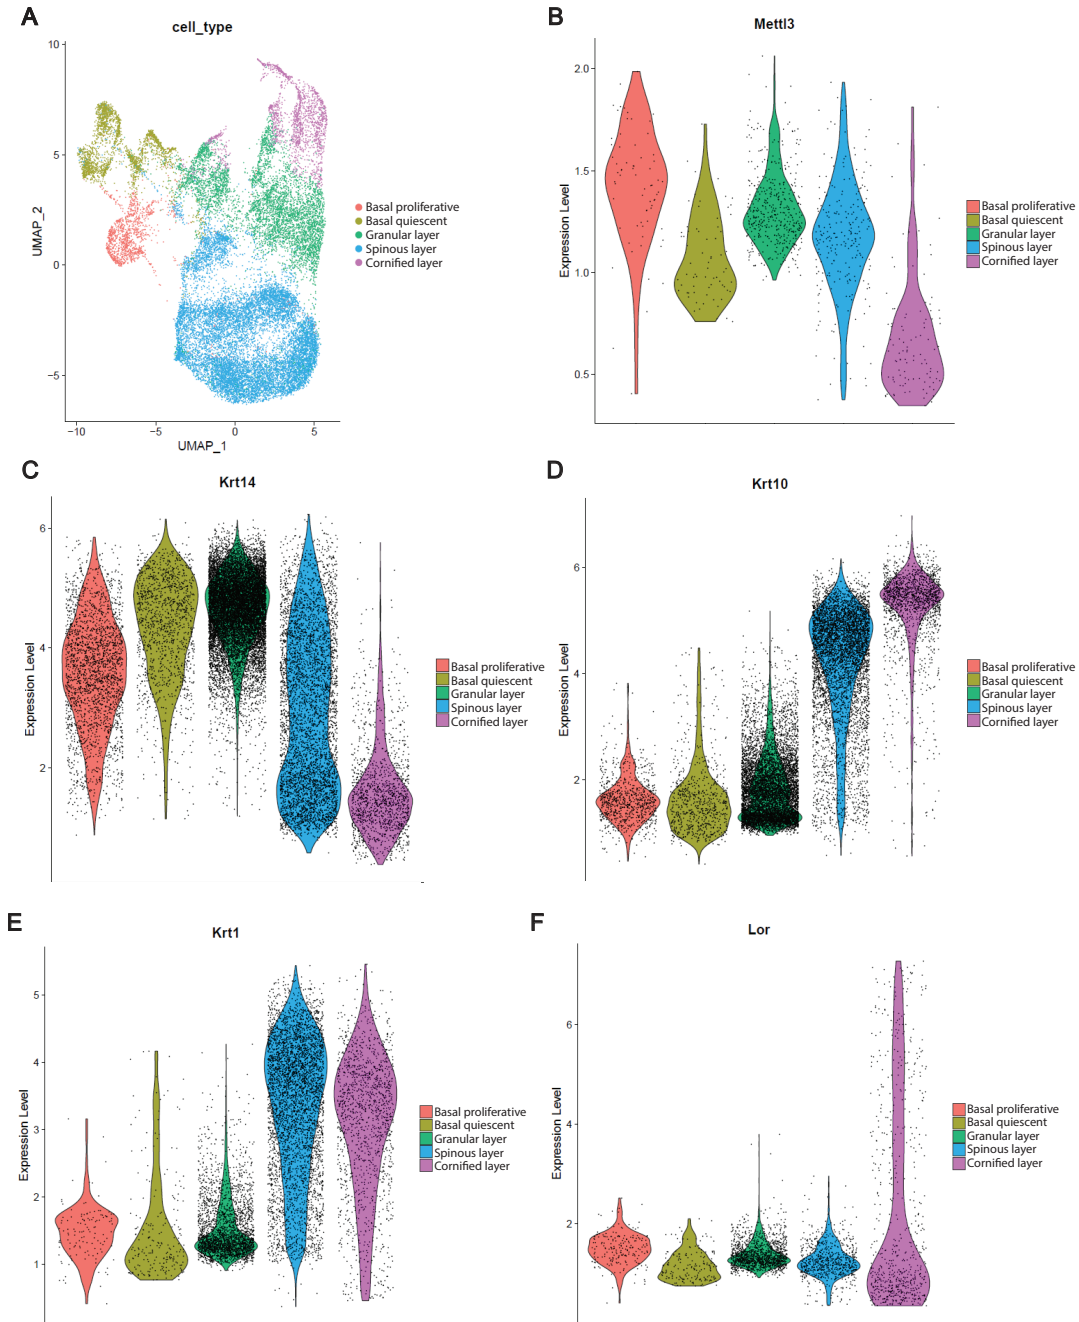 A
cell_type
10
5
0
−5
−10
−5
0
5
UMAP_1
UMAP_2
Basal proliferative
Basal quiescent
Granular layer
Spinous layer
Cornified layer
B
Mettl3
2.0
1.5
1.0
0.5
Expression Level
Basal proliferative
Basal quiescent
Granular layer
Spinous layer
Cornified layer
C
Krt14
6
4
2
Expression Level
Basal proliferative
Basal quiescent
Granular layer
Spinous layer
Cornified layer
D
Krt10
6
4
2
Expression Level
Basal proliferative
Basal quiescent
Granular layer
Spinous layer
Cornified layer
E
Krt1
5
4
3
2
1
Expression Level
Basal proliferative
Basal quiescent
Granular layer
Spinous layer
Cornified layer
F
Lor
6
4
2
Expression Level
Basal proliferative
Basal quiescent
Granular layer
Spinous layer
Cornified layer